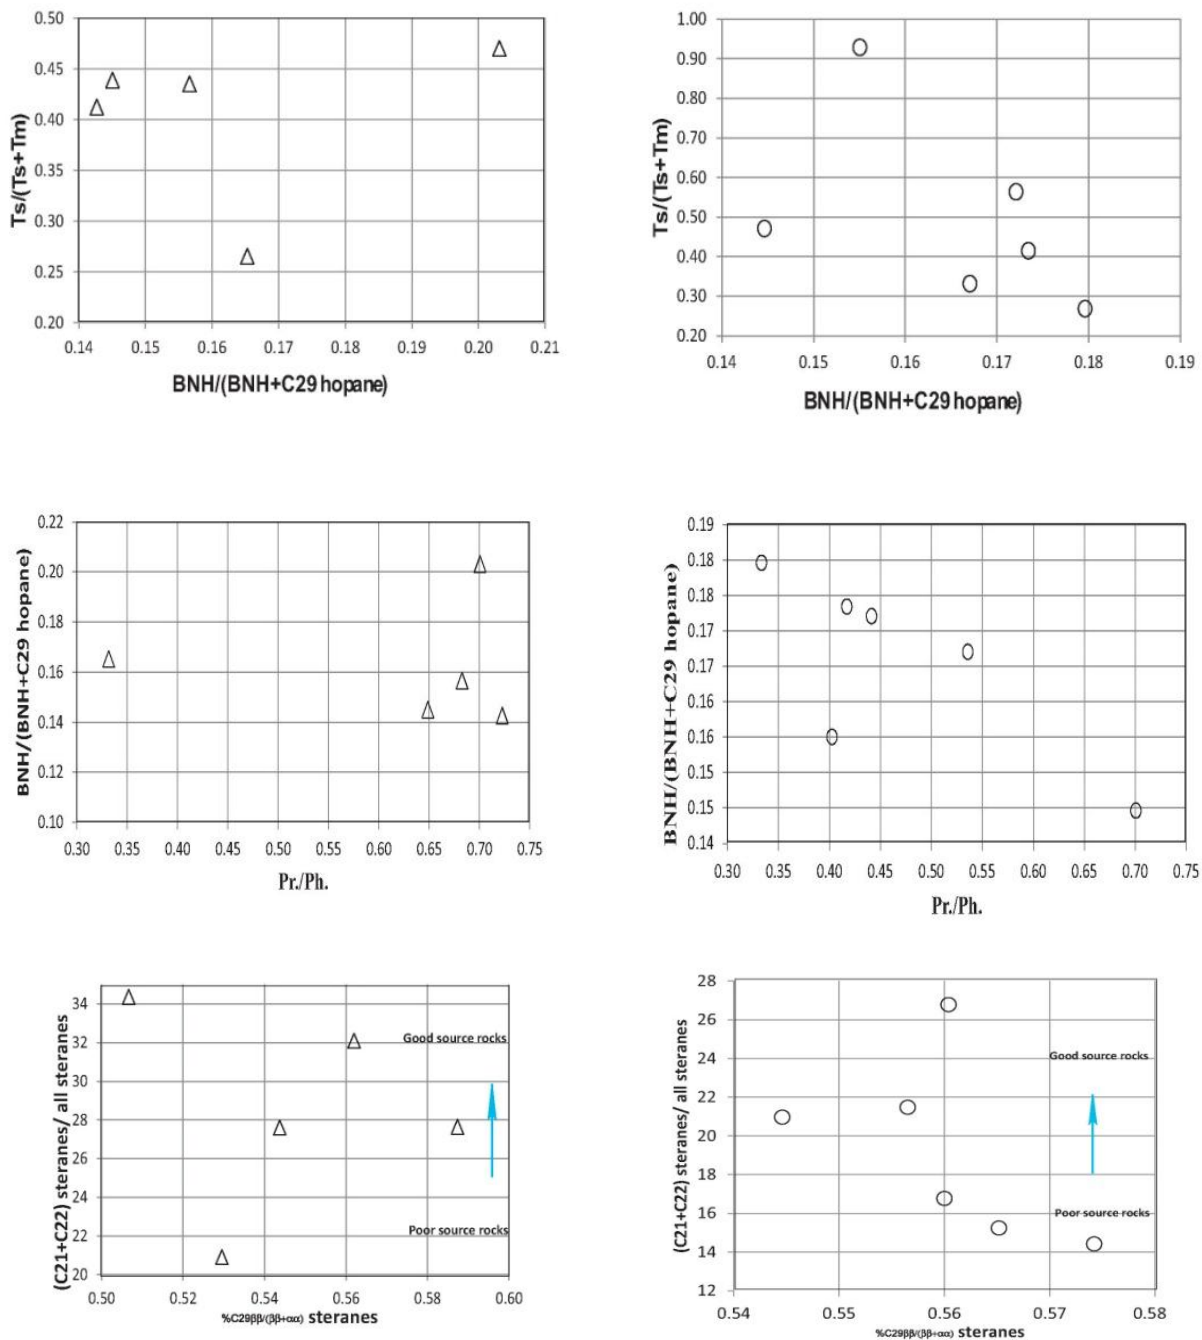 0.50
0.45
0.40
0.35
0.30
0.25
0.20
Ts/(Ts+Tm)
0.14 0.15 0.16 0.17 0.18 0.19 0.20 0.21
BNH/(BNH+C29 hopane)
1.00
0.90
0.80
0.70
0.60
0.50
0.40
0.30
0.20
Ts/(Ts+Tm)
0.14 0.15 0.16 0.17 0.18 0.19
BNH/(BNH+C29 hopane)
0.22
0.20
0.18
0.16
0.14
0.12
0.10
BNH/(BNH+C29 hopane)
0.30 0.35 0.40 0.45 0.50 0.55 0.60 0.65 0.70 0.75
Pr./Ph.
0.19
0.18
0.18
0.17
0.17
0.16
0.16
0.15
0.15
0.14
BNH/(BNH+C29 hopane)
0.30 0.35 0.40 0.45 0.50 0.55 0.60 0.65 0.70 0.75
Pr./Ph.
34
32
30
28
26
24
22
20
(C21+C22) steranes/ all steranes
Good source rocks
Poor source rocks
0.50 0.52 0.54 0.56 0.58 0.60
%C29ββ/(ββ+αα) steranes
28
26
24
22
20
18
16
14
12
(C21+C22) steranes/ all steranes
Good source rocks
Poor source rocks
0.54 0.55 0.56 0.57 0.58
%C29ββ/(ββ+αα) steranes